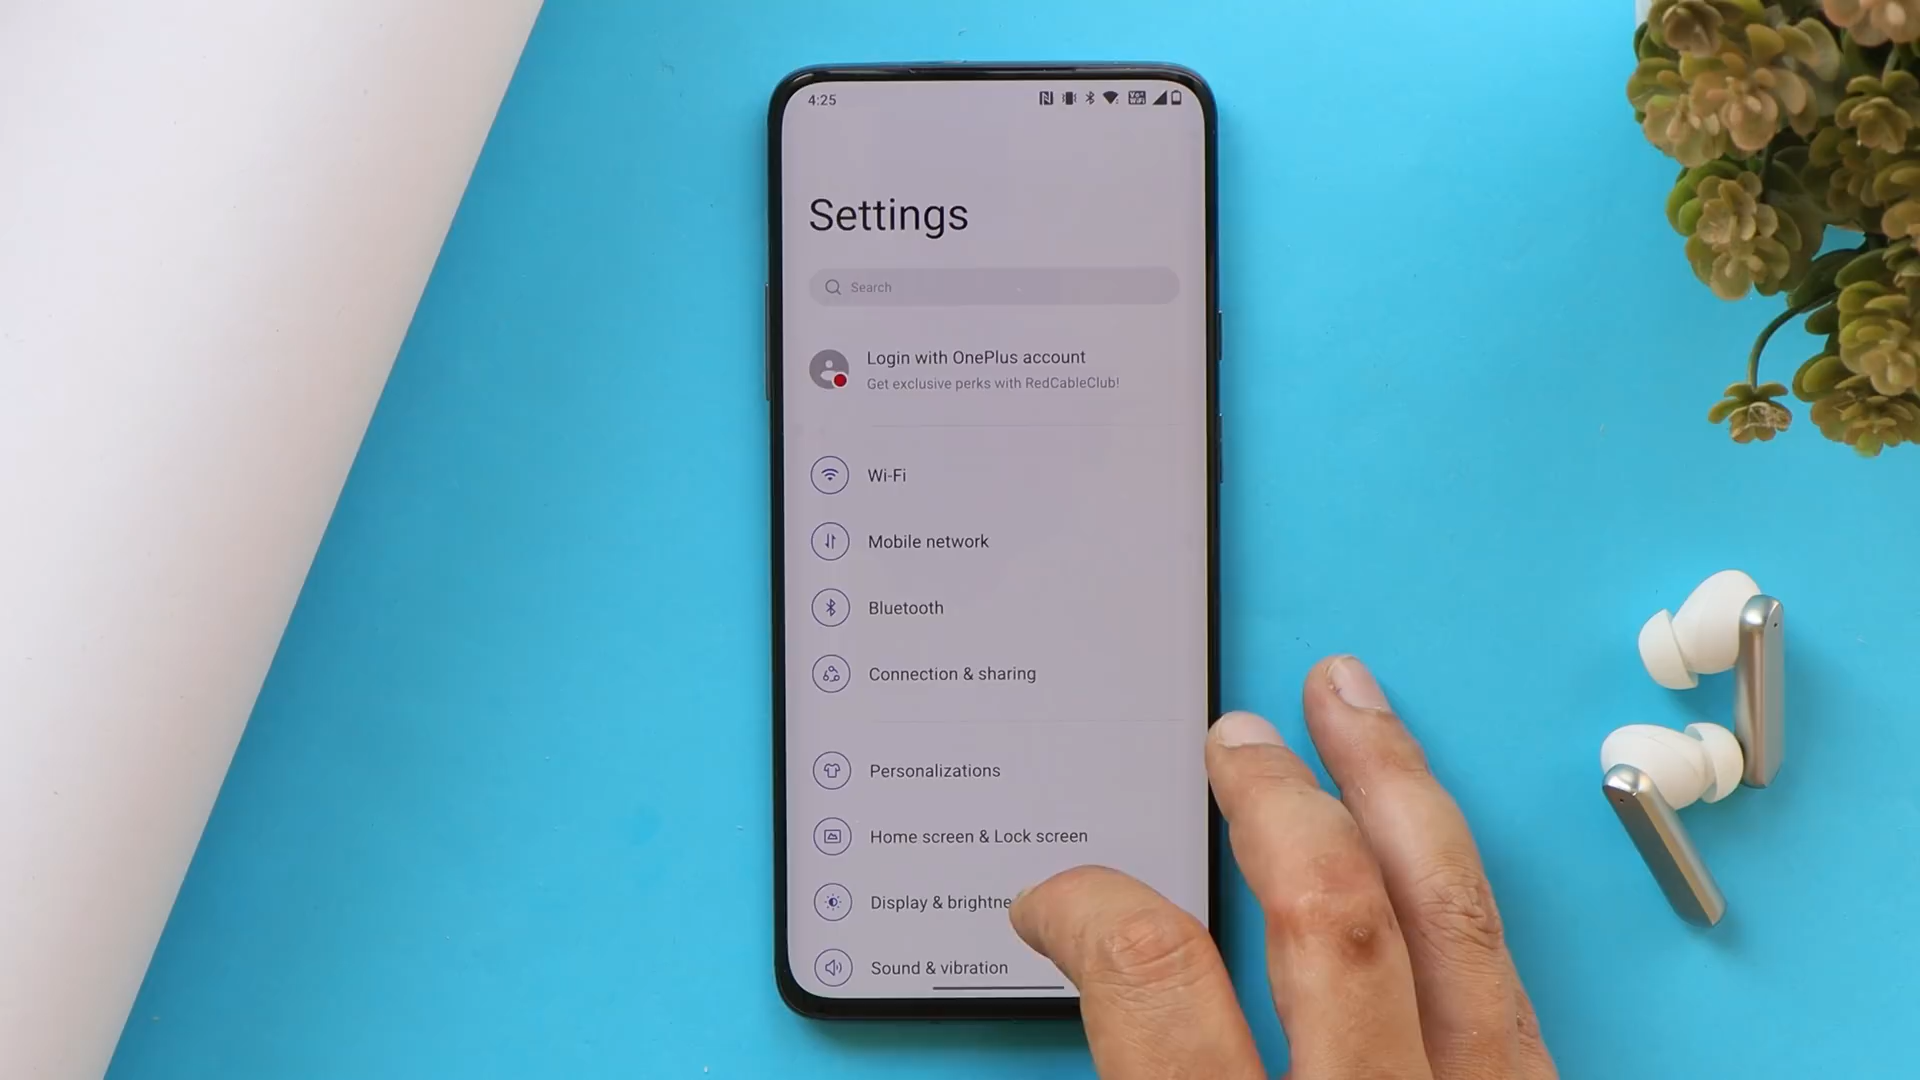 4:25
Settings
Search
Login with OnePlus account
Get exclusive perks with RedCableClub!
Wi-Fi
Mobile network
Bluetooth
Connection & sharing
Personalizations
Home screen & Lock screen
Display & brightne
Sound & vibration